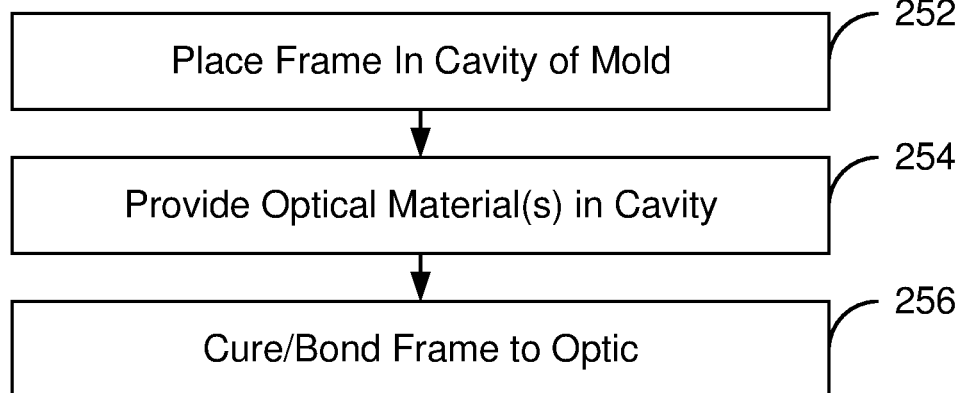 252
Place Frame In Cavity of Mold
254
Provide Optical Material(s) in Cavity
256
Cure/Bond Frame to Optic